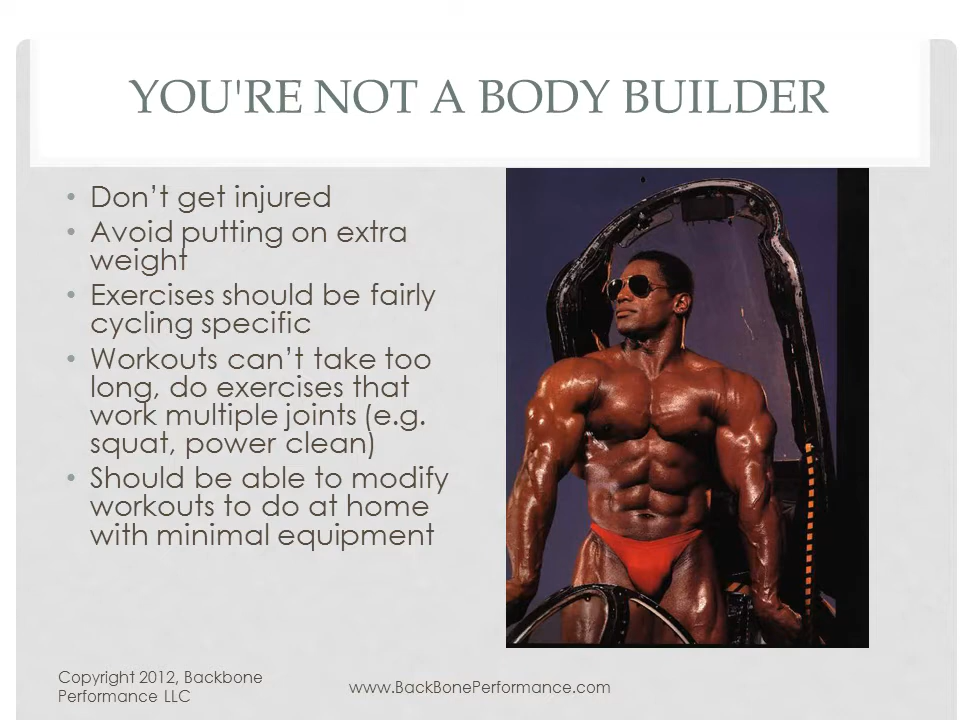 YOU'RE NOT A BODY BUILDER
• Don’t get injured
• Avoid putting on extra
weight
• Exercises should be fairly
cycling specific
• Workouts can’t take too
long, do exercises that
work multiple joints (e.g.
squat, power clean)
• Should be able to modify
workouts to do at home
with minimal equipment
Copyright 2012, Backbone
Performance LLC
www.BackBonePerformance.com